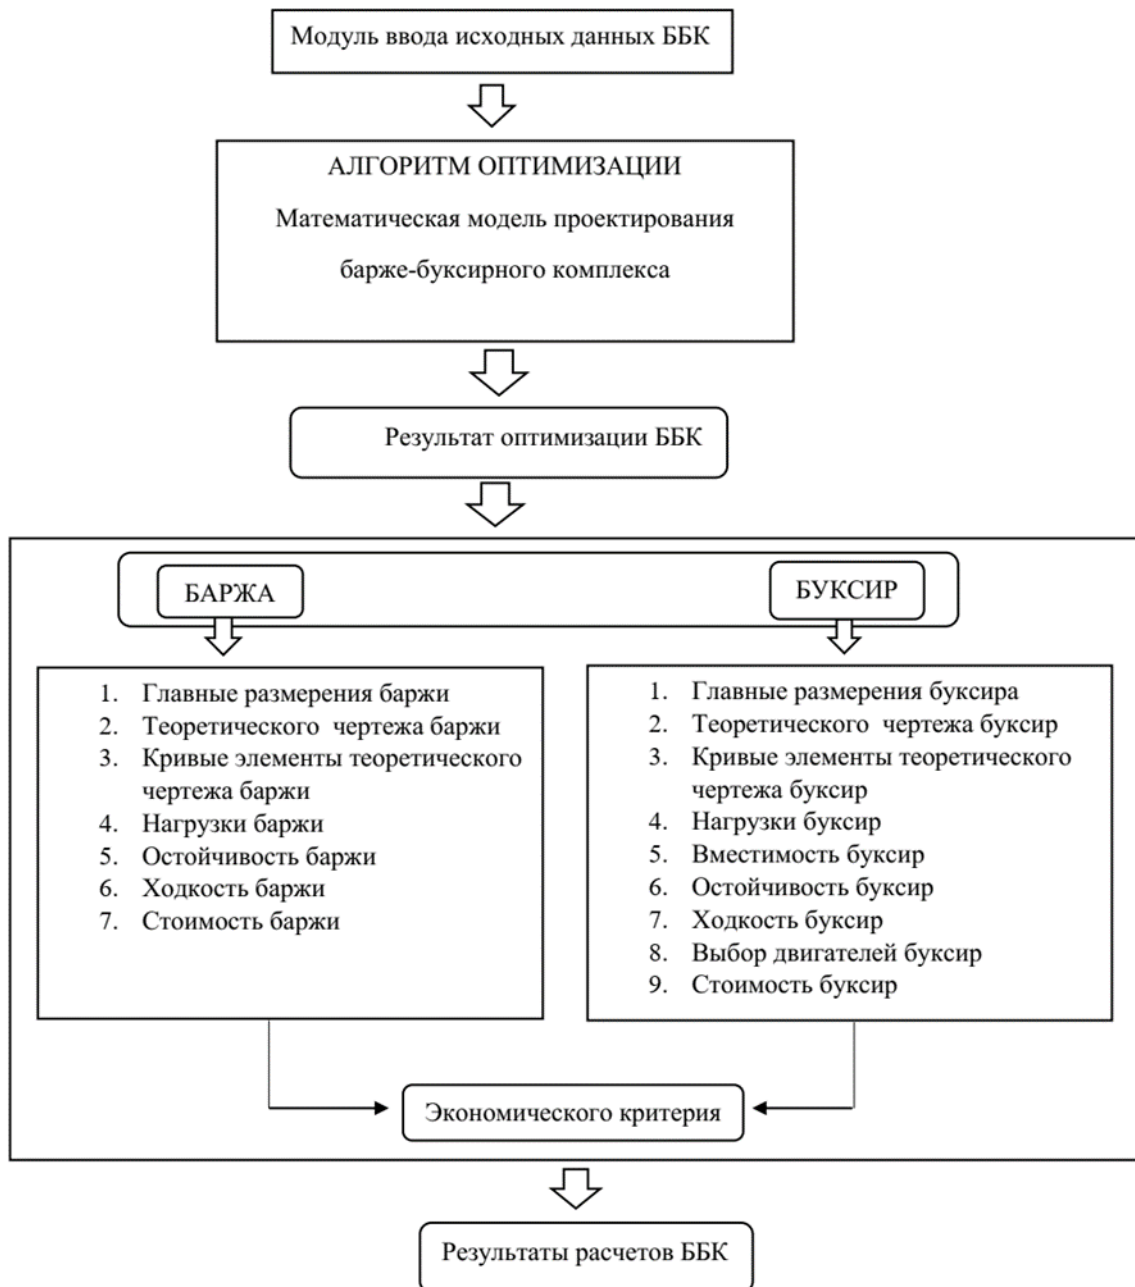 Модуль ввода исходных данных ББК
АЛГОРИТМ ОПТИМИЗАЦИИ
Математическая модель проектирования
барже-буксирного комплекса
Результат оптимизации ББК
БАРЖА
БУКСИР
1. Главные размерения баржи
2. Теоретического чертежа баржи
3. Кривые элементы теоретического
чертежа баржи
4. Нагрузки баржи
5. Остойчивость баржи
6. Ходкость баржи
7. Стоимость баржи
1. Главные размерения буксира
2. Теоретического чертежа буксир
3. Кривые элементы теоретического
чертежа буксир
4. Нагрузки буксир
5. Вместимость буксир
6. Остойчивость буксир
7. Ходкость буксир
8. Выбор двигателей буксир
9. Стоимость буксир
Экономического критерия
Результаты расчетов ББК